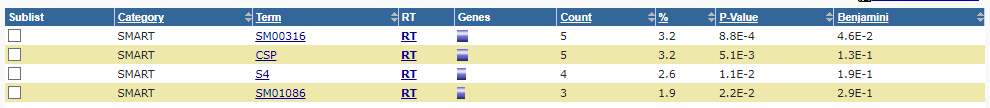 Sublist Category Term RT Genes Count % P-Value Benjamini
SMART SM00316 RT 5 3.2 8.8E-4 4.6E-2
SMART CSP RT 5 3.2 5.1E-3 1.3E-1
SMART S4 RT 4 2.6 1.1E-2 1.9E-1
SMART SM01086 RT 3 1.9 2.2E-2 2.9E-1